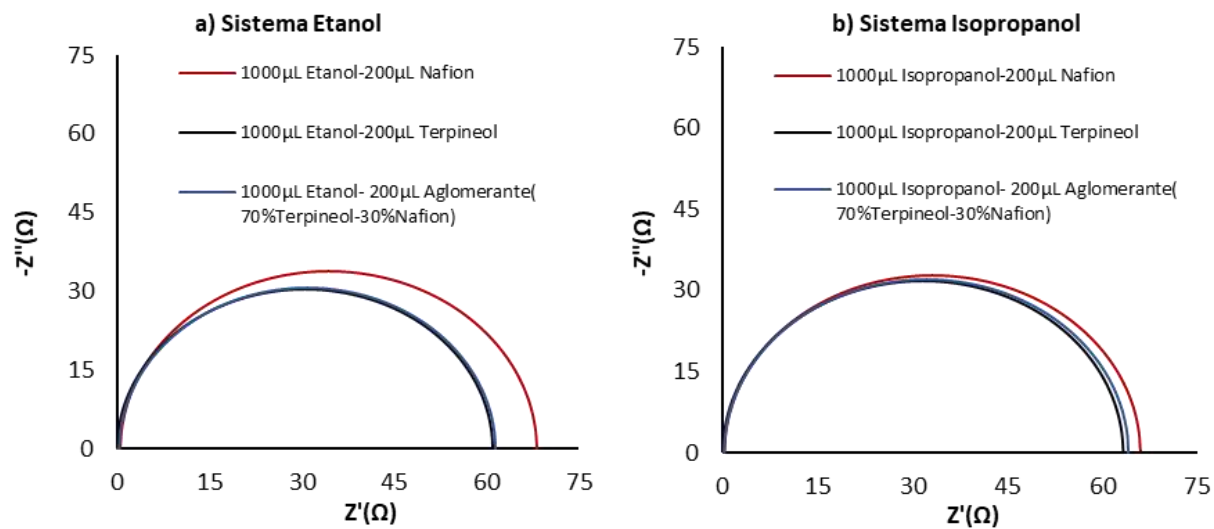 a) Sistema Etanol
75
60
45
30
15
0
-Z''(Ω)
1000µL Etanol-200µL Nafion
1000µL Etanol-200µL Terpineol
1000µL Etanol- 200µL Aglomerante(
70%Terpineol-30%Nafion)
0 15 30 45 60 75
Z'(Ω)
b) Sistema Isopropanol
75
60
45
30
15
0
-Z''(Ω)
1000µL Isopropanol-200µL Nafion
1000µL Isopropanol-200µL Terpineol
1000µL Isopropanol- 200µL Aglomerante(
70%Terpineol-30%Nafion)
0 15 30 45 60 75
Z'(Ω)